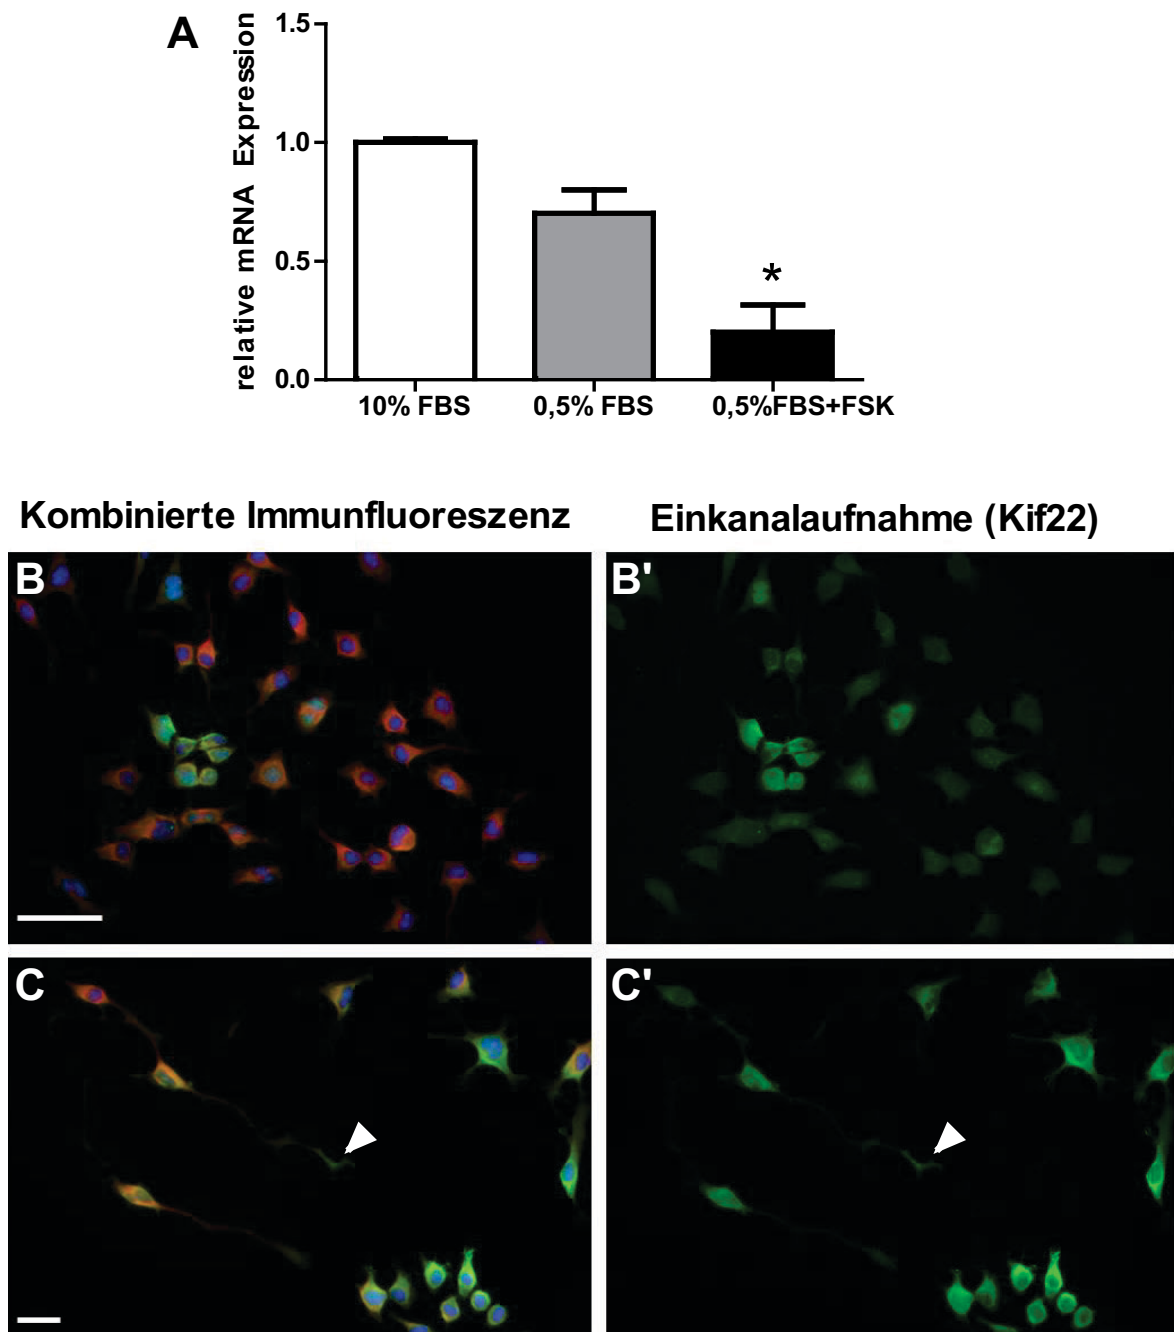 A
relative mRNA Expression
1.5
1.0
0.5
0.0
10% FBS
0,5% FBS
0,5%FBS+FSK
*
Kombinierte Immunfluoreszenz
Einkanalaufnahme (Kif22)
B
B'
C
C'